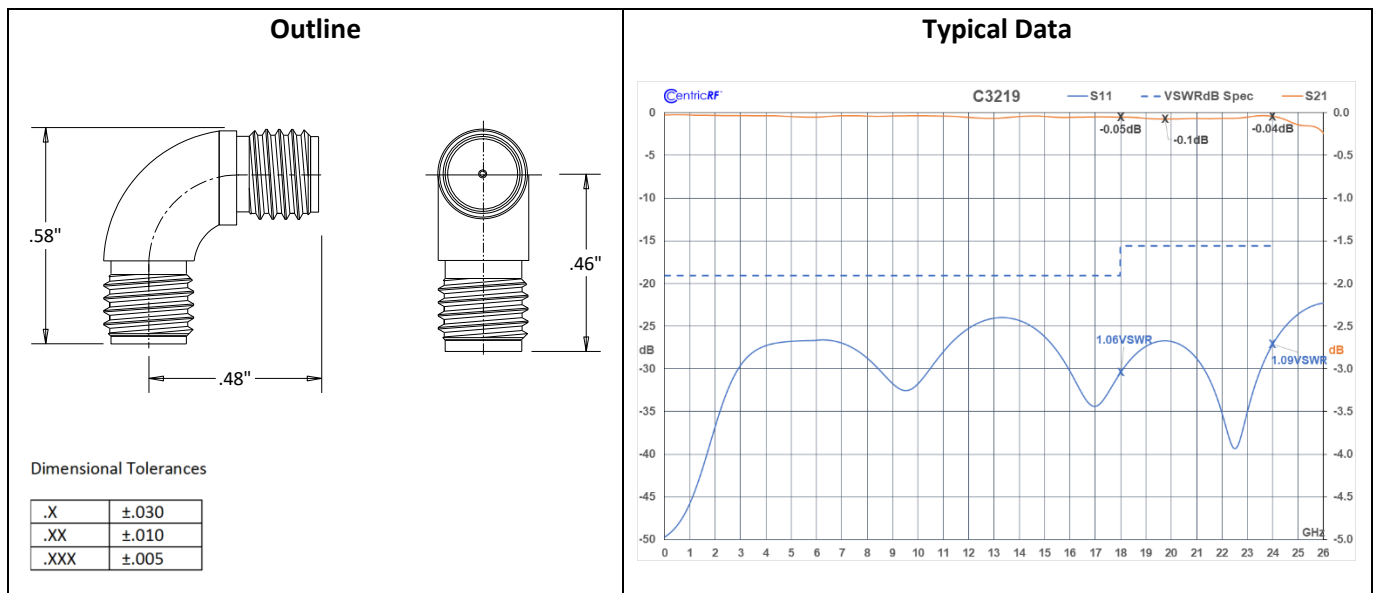 Outline
.58"
.48"
.46"
Dimensional Tolerances
.X ±.030
.XX ±.010
.XXX ±.005
Typical Data
CentricRF™ C3219 S11 VSWRdB Spec S21
0 0.0
-0.05dB -0.1dB -0.04dB
-5 -0.5
-10 -1.0
-15 -1.5
-20 -2.0
-25 -2.5
1.06VSWR
dB dB
1.09VSWR
-30 -3.0
-35 -3.5
-40 -4.0
-45 -4.5
GHz
-50 -5.0
0 1 2 3 4 5 6 7 8 9 10 11 12 13 14 15 16 17 18 19 20 21 22 23 24 25 26